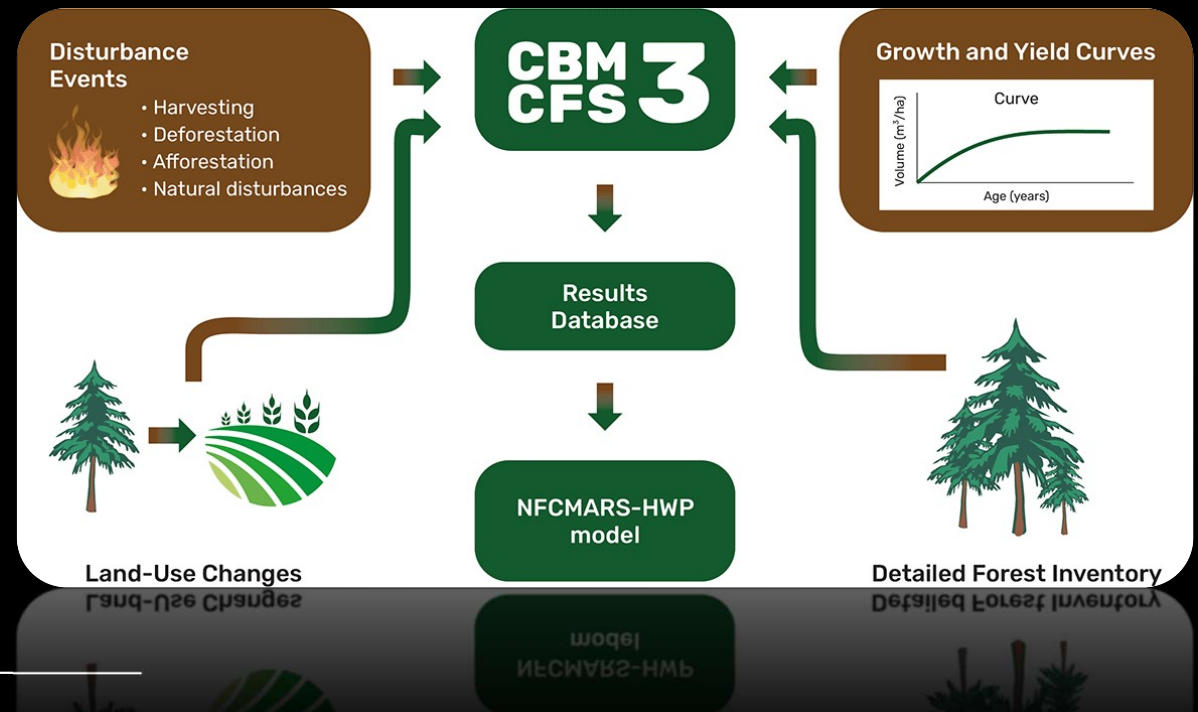 Disturbance
Events
• Harvesting
• Deforestation
• Afforestation
• Natural disturbances
CBM
CFS 3
Growth and Yield Curves
Curve
Volume (m³/ha)
Age (years)
Results
Database
NFCMARS-HWP
model
Land-Use Changes
Detailed Forest Inventory